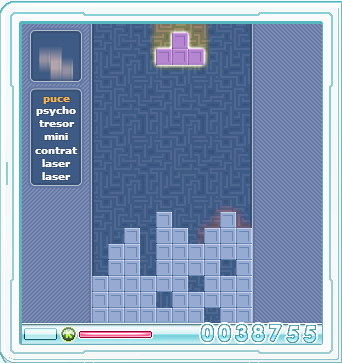 puce
psycho
tresor
mini
contrat
laser
laser
0038755